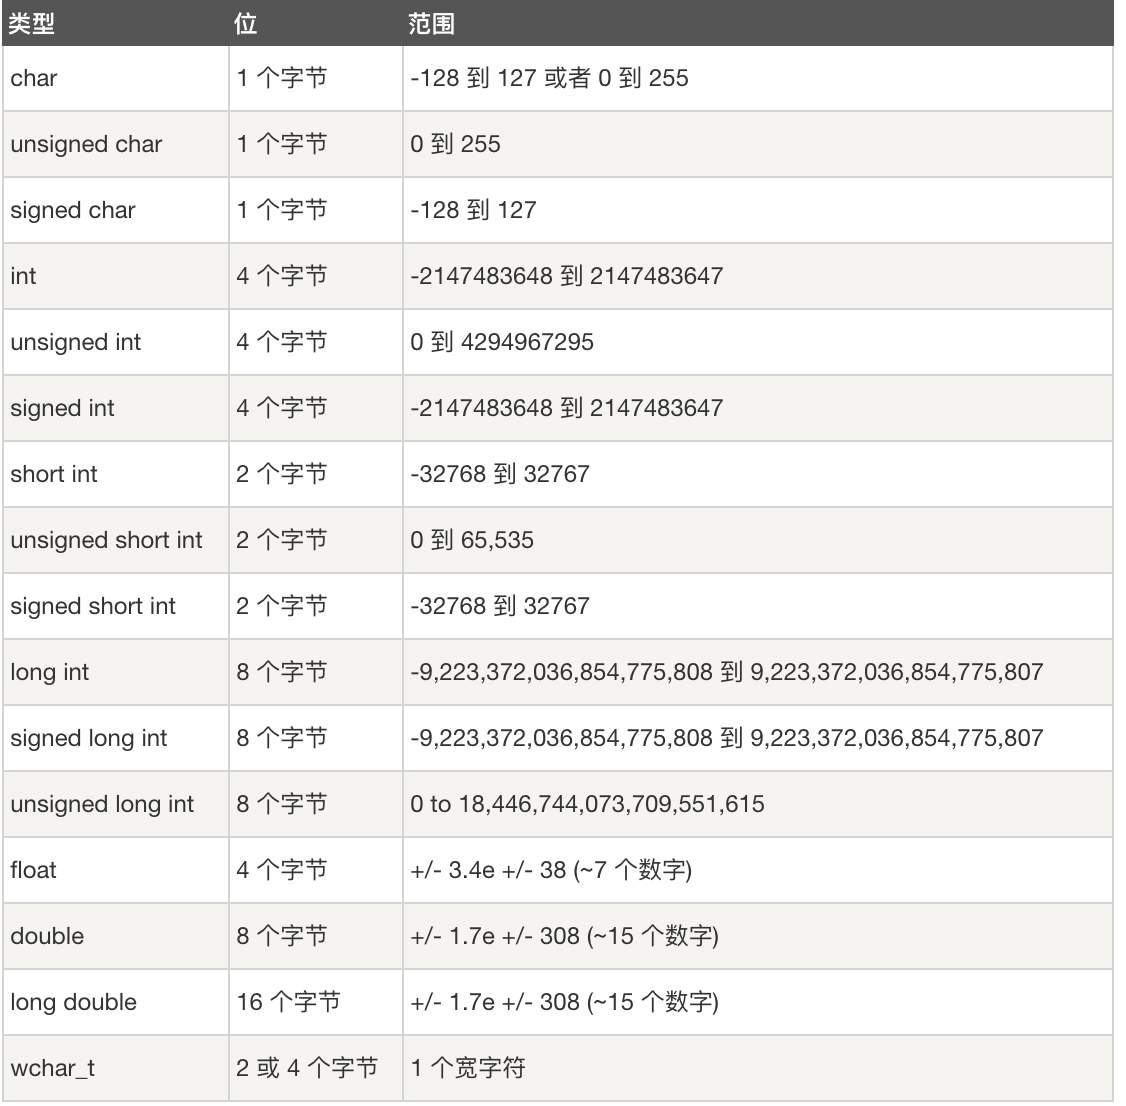 类型 位 范围
char 1 个字节 -128 到 127 或者 0 到 255
unsigned char 1 个字节 0 到 255
signed char 1 个字节 -128 到 127
int 4 个字节 -2147483648 到 2147483647
unsigned int 4 个字节 0 到 4294967295
signed int 4 个字节 -2147483648 到 2147483647
short int 2 个字节 -32768 到 32767
unsigned short int 2 个字节 0 到 65,535
signed short int 2 个字节 -32768 到 32767
long int 8 个字节 -9,223,372,036,854,775,808 到 9,223,372,036,854,775,807
signed long int 8 个字节 -9,223,372,036,854,775,808 到 9,223,372,036,854,775,807
unsigned long int 8 个字节 0 to 18,446,744,073,709,551,615
float 4 个字节 +/- 3.4e +/- 38 (~7 个数字)
double 8 个字节 +/- 1.7e +/- 308 (~15 个数字)
long double 16 个字节 +/- 1.7e +/- 308 (~15 个数字)
wchar_t 2 或 4 个字节 1 个宽字符